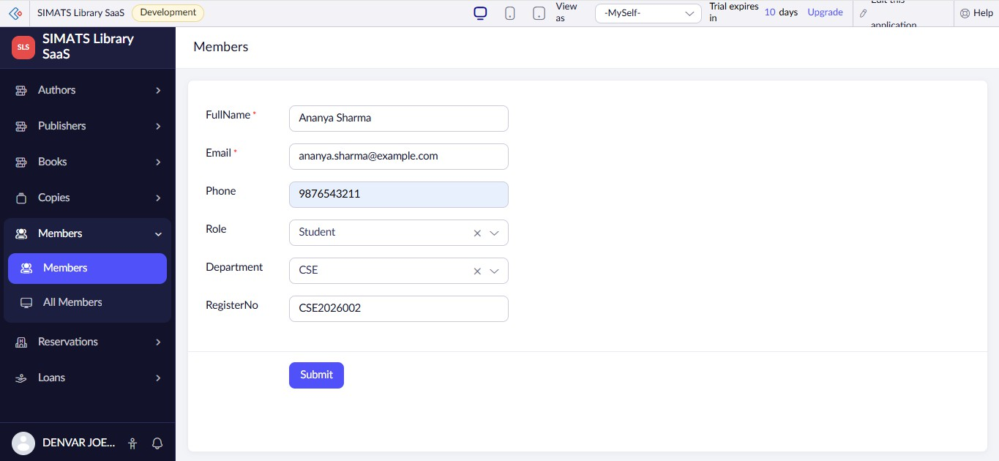 SIMATS Library SaaS
Development
View as
-MySelf-
Trial expires in
10 days
Upgrade
Edit this application
Help
SLS
SIMATS Library SaaS
Members
Authors
Publishers
Books
Copies
Members
Members
All Members
Reservations
Loans
DENVAR JOE...
FullName *
Ananya Sharma
Email *
ananya.sharma@example.com
Phone
9876543211
Role
Student
Department
CSE
RegisterNo
CSE2026002
Submit